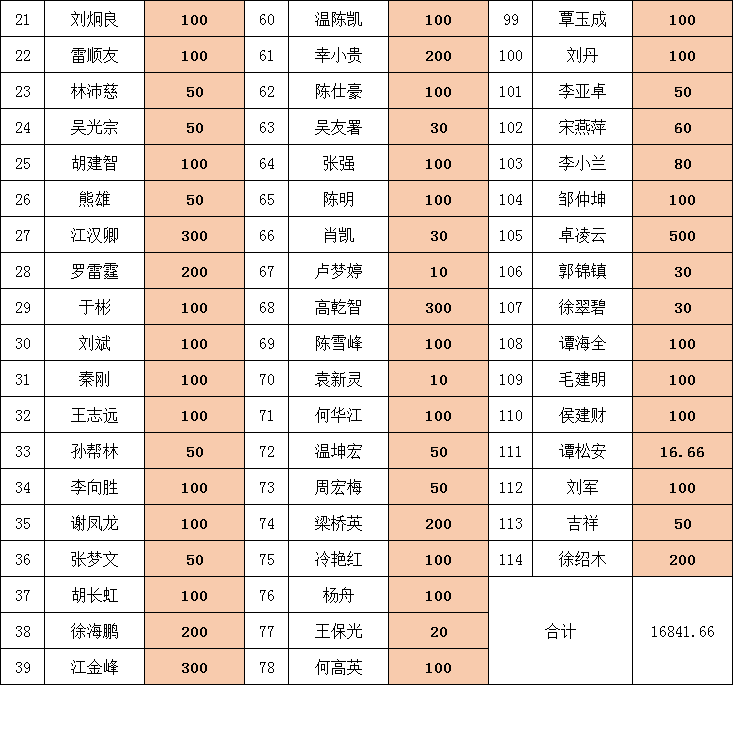 21 刘炯良 100 60 温陈凯 100 99 覃玉成 100
22 雷顺友 100 61 幸小贵 200 100 刘丹 100
23 林沛慈 50 62 陈仕豪 100 101 李亚卓 50
24 吴光宗 50 63 吴友署 30 102 宋燕萍 60
25 胡建智 100 64 张强 100 103 李小兰 80
26 熊雄 50 65 陈明 100 104 邹仲坤 100
27 江汉卿 300 66 肖凯 30 105 卓凌云 500
28 罗雷霆 200 67 卢梦婷 10 106 郭锦镇 30
29 于彬 100 68 高乾智 300 107 徐翠碧 30
30 刘斌 100 69 陈雪峰 100 108 谭海全 100
31 秦刚 100 70 袁新灵 10 109 毛建明 100
32 王志远 100 71 何华江 100 110 侯建财 100
33 孙帮林 50 72 温坤宏 50 111 谭松安 16.66
34 李向胜 100 73 周宏梅 50 112 刘军 100
35 谢凤龙 100 74 梁桥英 200 113 吉祥 50
36 张梦文 50 75 冷艳红 100 114 徐绍木 200
37 胡长虹 100 76 杨舟 100
38 徐海鹏 200 77 王保光 20 合计 16841.66
39 江金峰 300 78 何高英 100